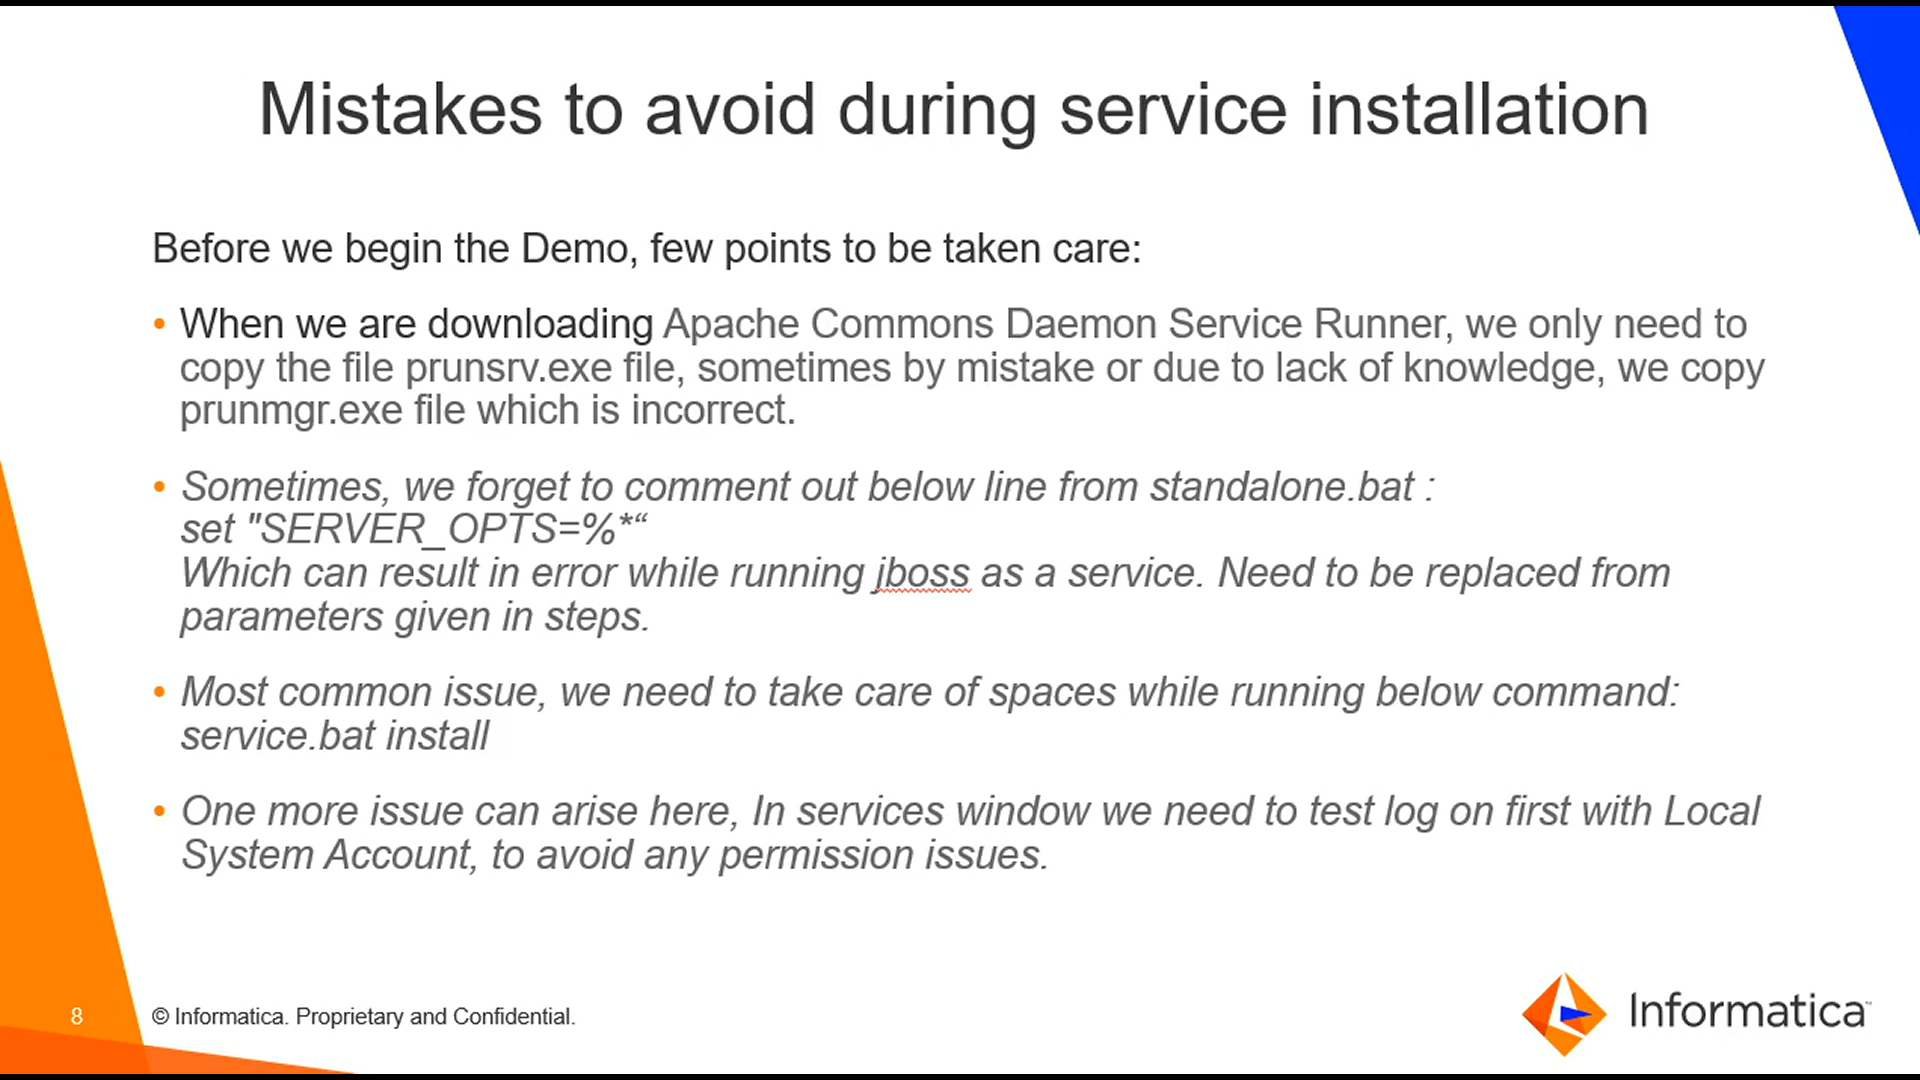 Mistakes to avoid during service installation
Before we begin the Demo, few points to be taken care:
• When we are downloading Apache Commons Daemon Service Runner, we only need to
copy the file prunsrv.exe file, sometimes by mistake or due to lack of knowledge, we copy
prunmgr.exe file which is incorrect.
• Sometimes, we forget to comment out below line from standalone.bat :
set "SERVER_OPTS=%*“
Which can result in error while running jboss as a service. Need to be replaced from
parameters given in steps.
• Most common issue, we need to take care of spaces while running below command:
service.bat install
• One more issue can arise here, In services window we need to test log on first with Local
System Account, to avoid any permission issues.
8
© Informatica. Proprietary and Confidential.
Informatica™